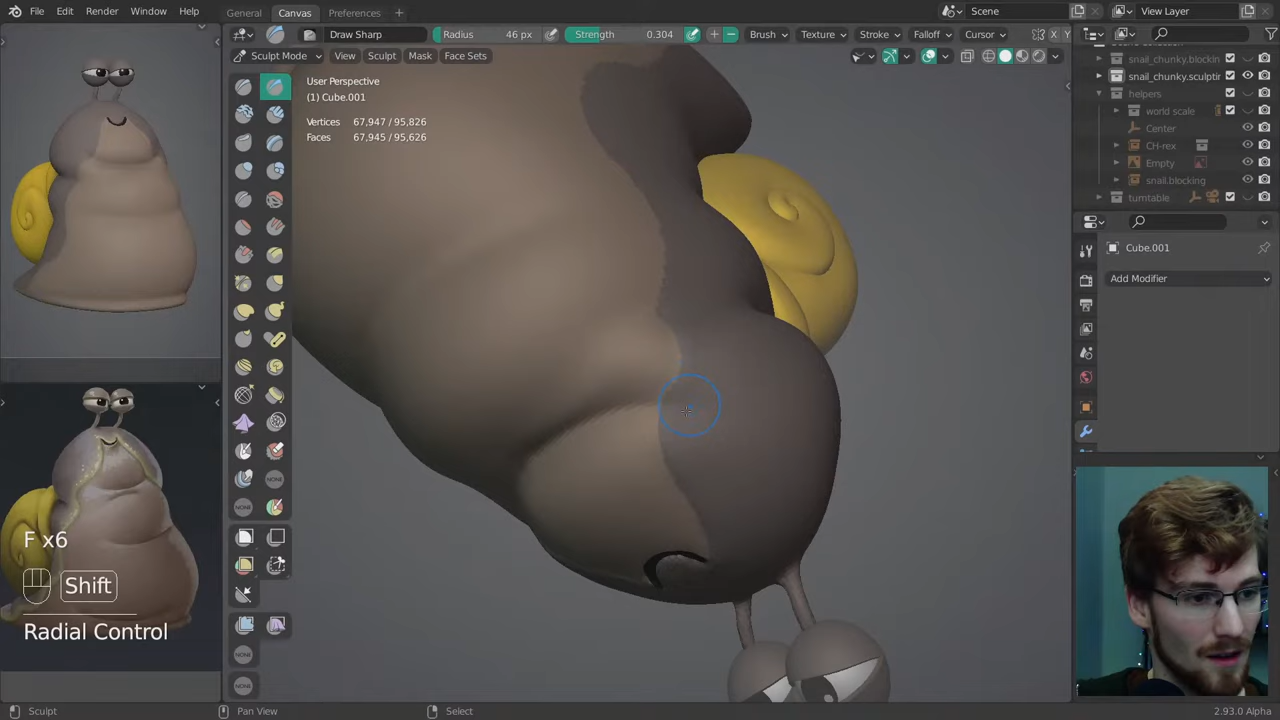 File Edit Render Window Help
General Canvas Preferences +
Scene
View Layer
Draw Sharp
Radius 46 px
Strength 0.304
Brush Texture Stroke Falloff Cursor
X Y
Sculpt Mode View Sculpt Mask Face Sets
User Perspective
(1) Cube.001
Vertices 67,947 / 95,826
Faces 67,945 / 95,626
snail_chunky.blockin
snail_chunky.sculptin
helpers
world scale
Center
CH-rex
Empty
snail.blocking
turntable
Cube.001
Add Modifier
NONE
NONE
F x6
Shift
Radial Control
Sculpt
Pan View
Select
2.93.0 Alpha